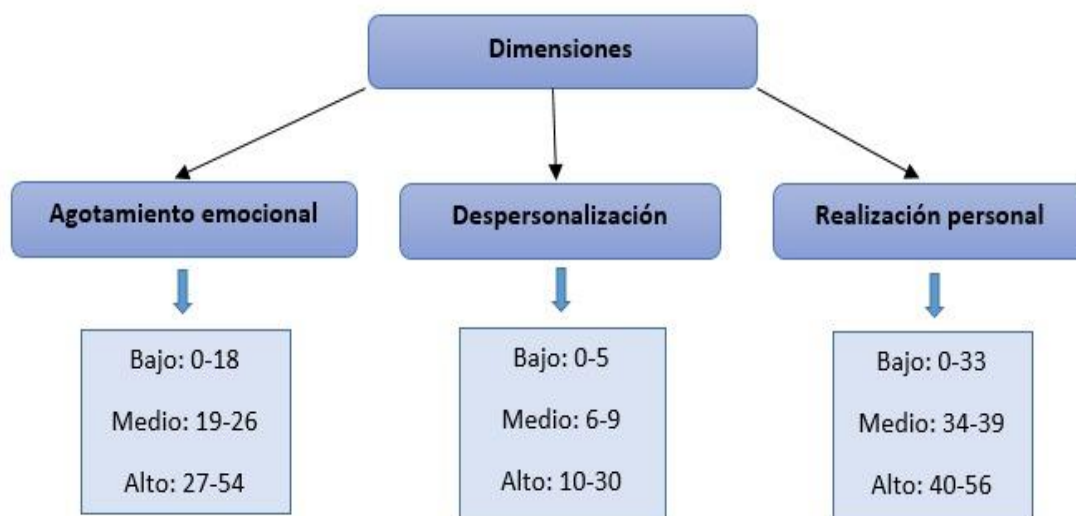 Dimensiones
Agotamiento emocional
Despersonalización
Realización personal
Bajo: 0-18
Medio: 19-26
Alto: 27-54
Bajo: 0-5
Medio: 6-9
Alto: 10-30
Bajo: 0-33
Medio: 34-39
Alto: 40-56